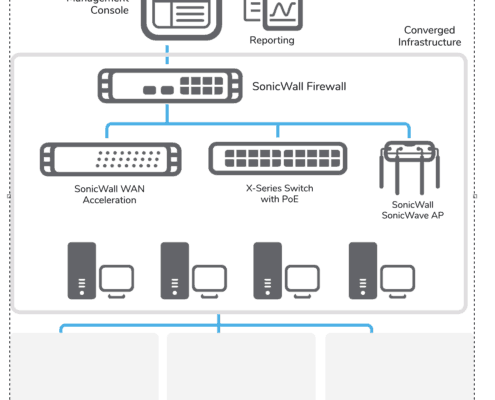 Management
Console
Reporting
Converged
Infrastructure
SonicWall Firewall
SonicWall WAN
Acceleration
X-Series Switch
with PoE
SonicWall
SonicWave AP